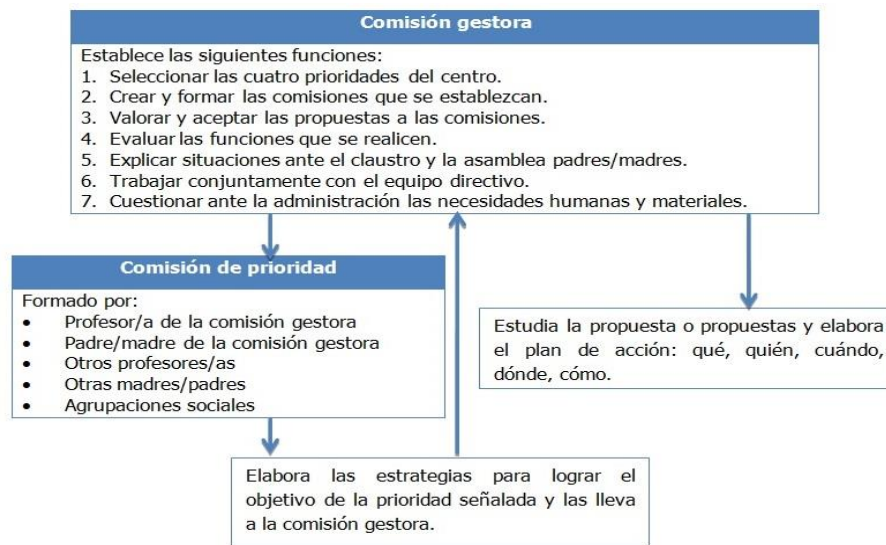 Comisión gestora
Establece las siguientes funciones:
1. Seleccionar las cuatro prioridades del centro.
2. Crear y formar las comisiones que se establezcan.
3. Valorar y aceptar las propuestas a las comisiones.
4. Evaluar las funciones que se realicen.
5. Explicar situaciones ante el claustro y la asamblea padres/madres.
6. Trabajar conjuntamente con el equipo directivo.
7. Cuestionar ante la administración las necesidades humanas y materiales.
Comisión de prioridad
Formado por:
• Profesor/a de la comisión gestora
• Padre/madre de la comisión gestora
• Otros profesores/as
• Otras madres/padres
• Agrupaciones sociales
Estudia la propuesta o propuestas y elabora
el plan de acción: qué, quién, cuándo,
dónde, cómo.
Elabora las estrategias para lograr el
objetivo de la prioridad señalada y las lleva
a la comisión gestora.